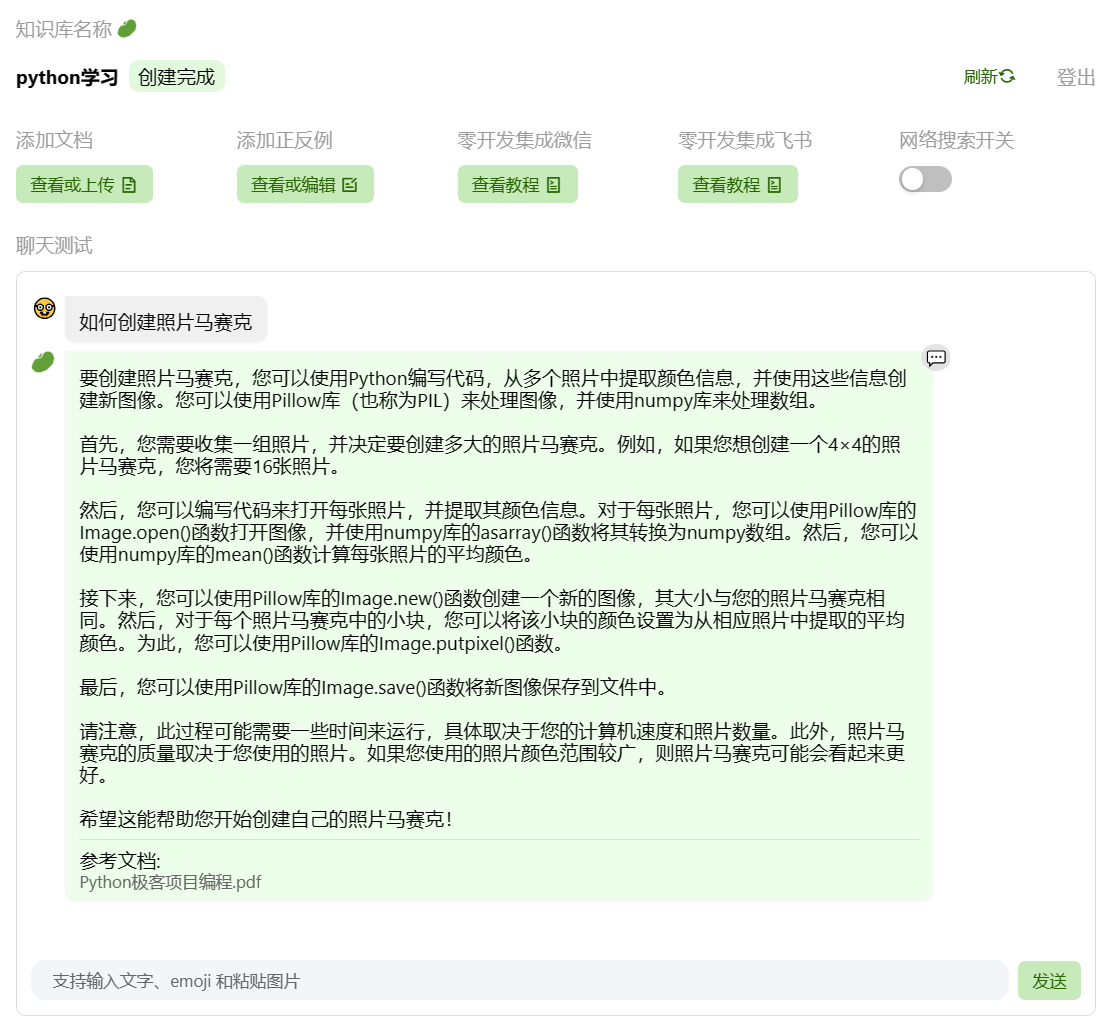 知识库名称
python学习 创建完成 刷新 登出
添加文档 添加正反例 零开发集成微信 零开发集成飞书 网络搜索开关
查看或上传 查看或编辑 查看教程 查看教程
聊天测试
如何创建照片马赛克
要创建照片马赛克，您可以使用Python编写代码，从多个照片中提取颜色信息，并使用这些信息创
建新图像。您可以使用Pillow库（也称为PIL）来处理图像，并使用numpy库来处理数组。
首先，您需要收集一组照片，并决定要创建多大的照片马赛克。例如，如果您想创建一个4×4的照
片马赛克，您将需要16张照片。
然后，您可以编写代码来打开每张照片，并提取其颜色信息。对于每张照片，您可以使用Pillow库的
Image.open()函数打开图像，并使用numpy库的asarray()函数将其转换为numpy数组。然后，您可以
使用numpy库的mean()函数计算每张照片的平均颜色。
接下来，您可以使用Pillow库的Image.new()函数创建一个新的图像，其大小与您的照片马赛克相
同。然后，对于每个照片马赛克中的小块，您可以将该小块的颜色设置为从相应照片中提取的平均
颜色。为此，您可以使用Pillow库的Image.putpixel()函数。
最后，您可以使用Pillow库的Image.save()函数将新图像保存到文件中。
请注意，此过程可能需要一些时间来运行，具体取决于您的计算机速度和照片数量。此外，照片马
赛克的质量取决于您使用的照片。如果您使用的照片颜色范围较广，则照片马赛克可能会看起来更
好。
希望这能帮助您开始创建自己的照片马赛克！
参考文档:
Python极客项目编程.pdf
支持输入文字、emoji 和粘贴图片 发送